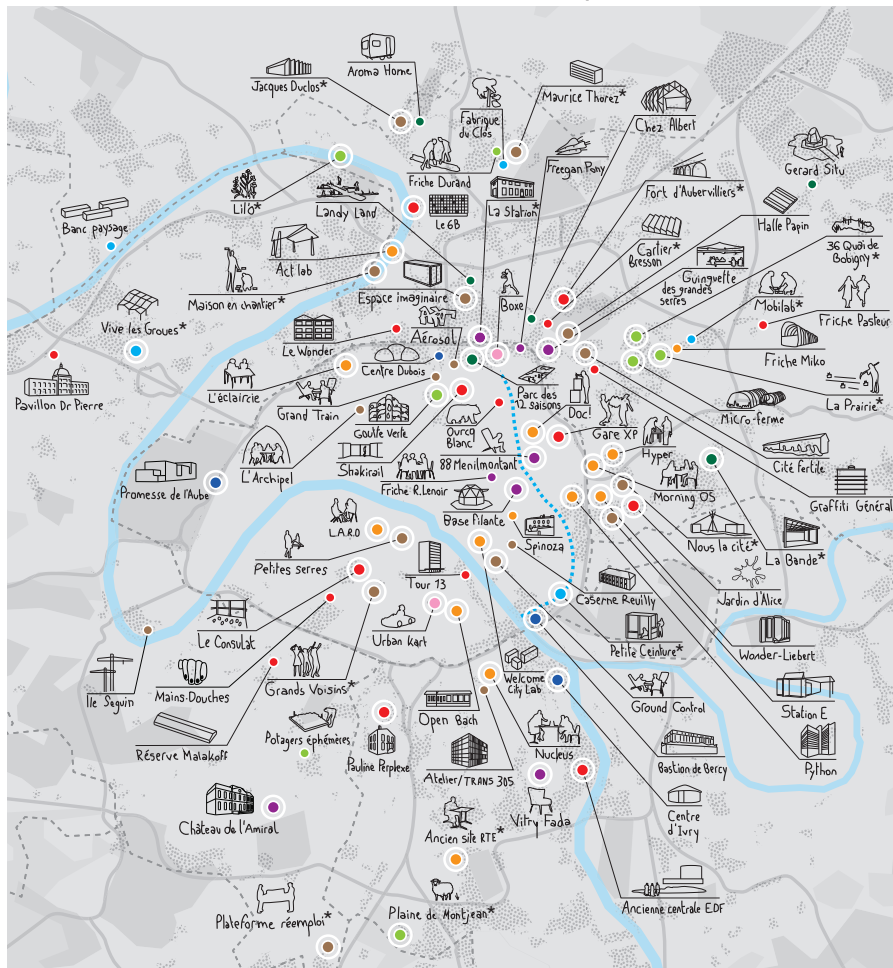 Jacques Duclos*
Aroma Home
Fabrique
du Clos
Maurice Thorez*
Chez Albert
Friche Durand
Freegan Pony
Gerard Situ
Lil'ô*
Landy Land
Le 6B
La Station*
Fort d'Aubervilliers*
Halle Papin
Banc paysage
Act lab
Cartier*
Bresson
36 Quai de
Bobigny*
Maison en chantier*
Espace imaginaire
Boxe
Guinguette
des grandes
serres
Mobilab*
Friche Pasteur
Vive les Groues*
Le Wonder
Aérosol
Friche Miko
Pavillon Dr Pierre
L'éclaircie
Centre Dubois
Parc des
12 saisons
Doc!
Micro-ferme
La Prairie*
Grand Train
Goutte Verte
Ourcq
Blanc
Gare XP
Hyper
Cité fertile
L'Archipel
Shakirail
88 Menilmontant
Morning OS
Graffiti Général
Promesse de l'Aube
Friche R.Lenoir
Base filante
Nous la cité*
La Bande*
L.A.R.O
Spinoza
Petites serres
Tour 13
Caserne Reuilly
Jardin d'Alice
Le Consulat
Urban Kart
Petite Ceinture*
Wonder-Liebert
Ile Seguin
Mains-Douches
Grands Voisins*
Welcome
City Lab
Ground Control
Station E
Réserve Malakoff
Potagers éphémères
Pauline Perplexe
Open Bach
Nucleus
Bastion de Bercy
Python
Atelier/TRANS 305
Château de l'Amiral
Vitry Fada
Centre
d'Ivry
Ancien site RTE*
Ancienne centrale EDF
Plateforme réemploi*
Plaine de Montjean*